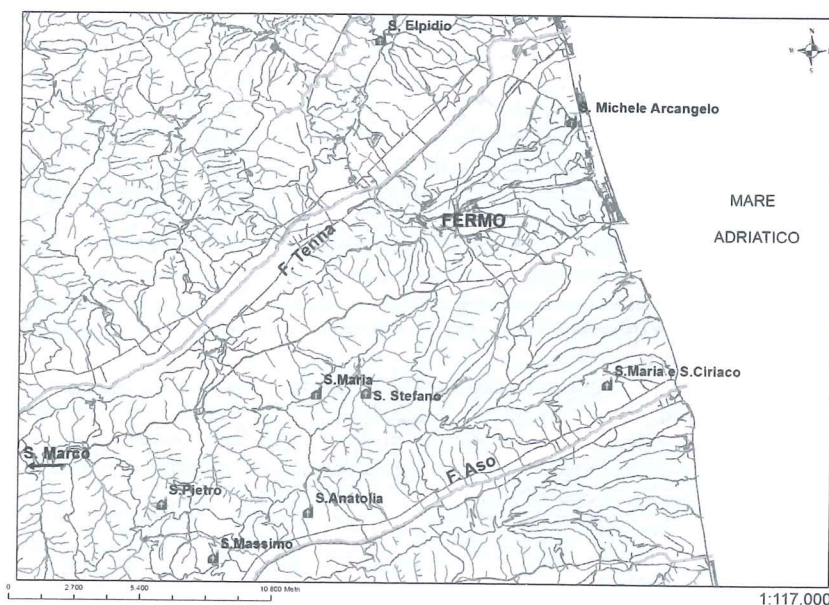 S. Elpidio
N
W
S
S. Michele Arcangelo
MARE
ADRIATICO
FERMO
F. Tenna
S.Maria
S. Stefano
S.Maria e S.Ciriaco
S. Marco
F. Aso
S.Pietro
S.Anatolia
S.Massimo
0 2.700 5.400 10.800 Metri
1:117.000